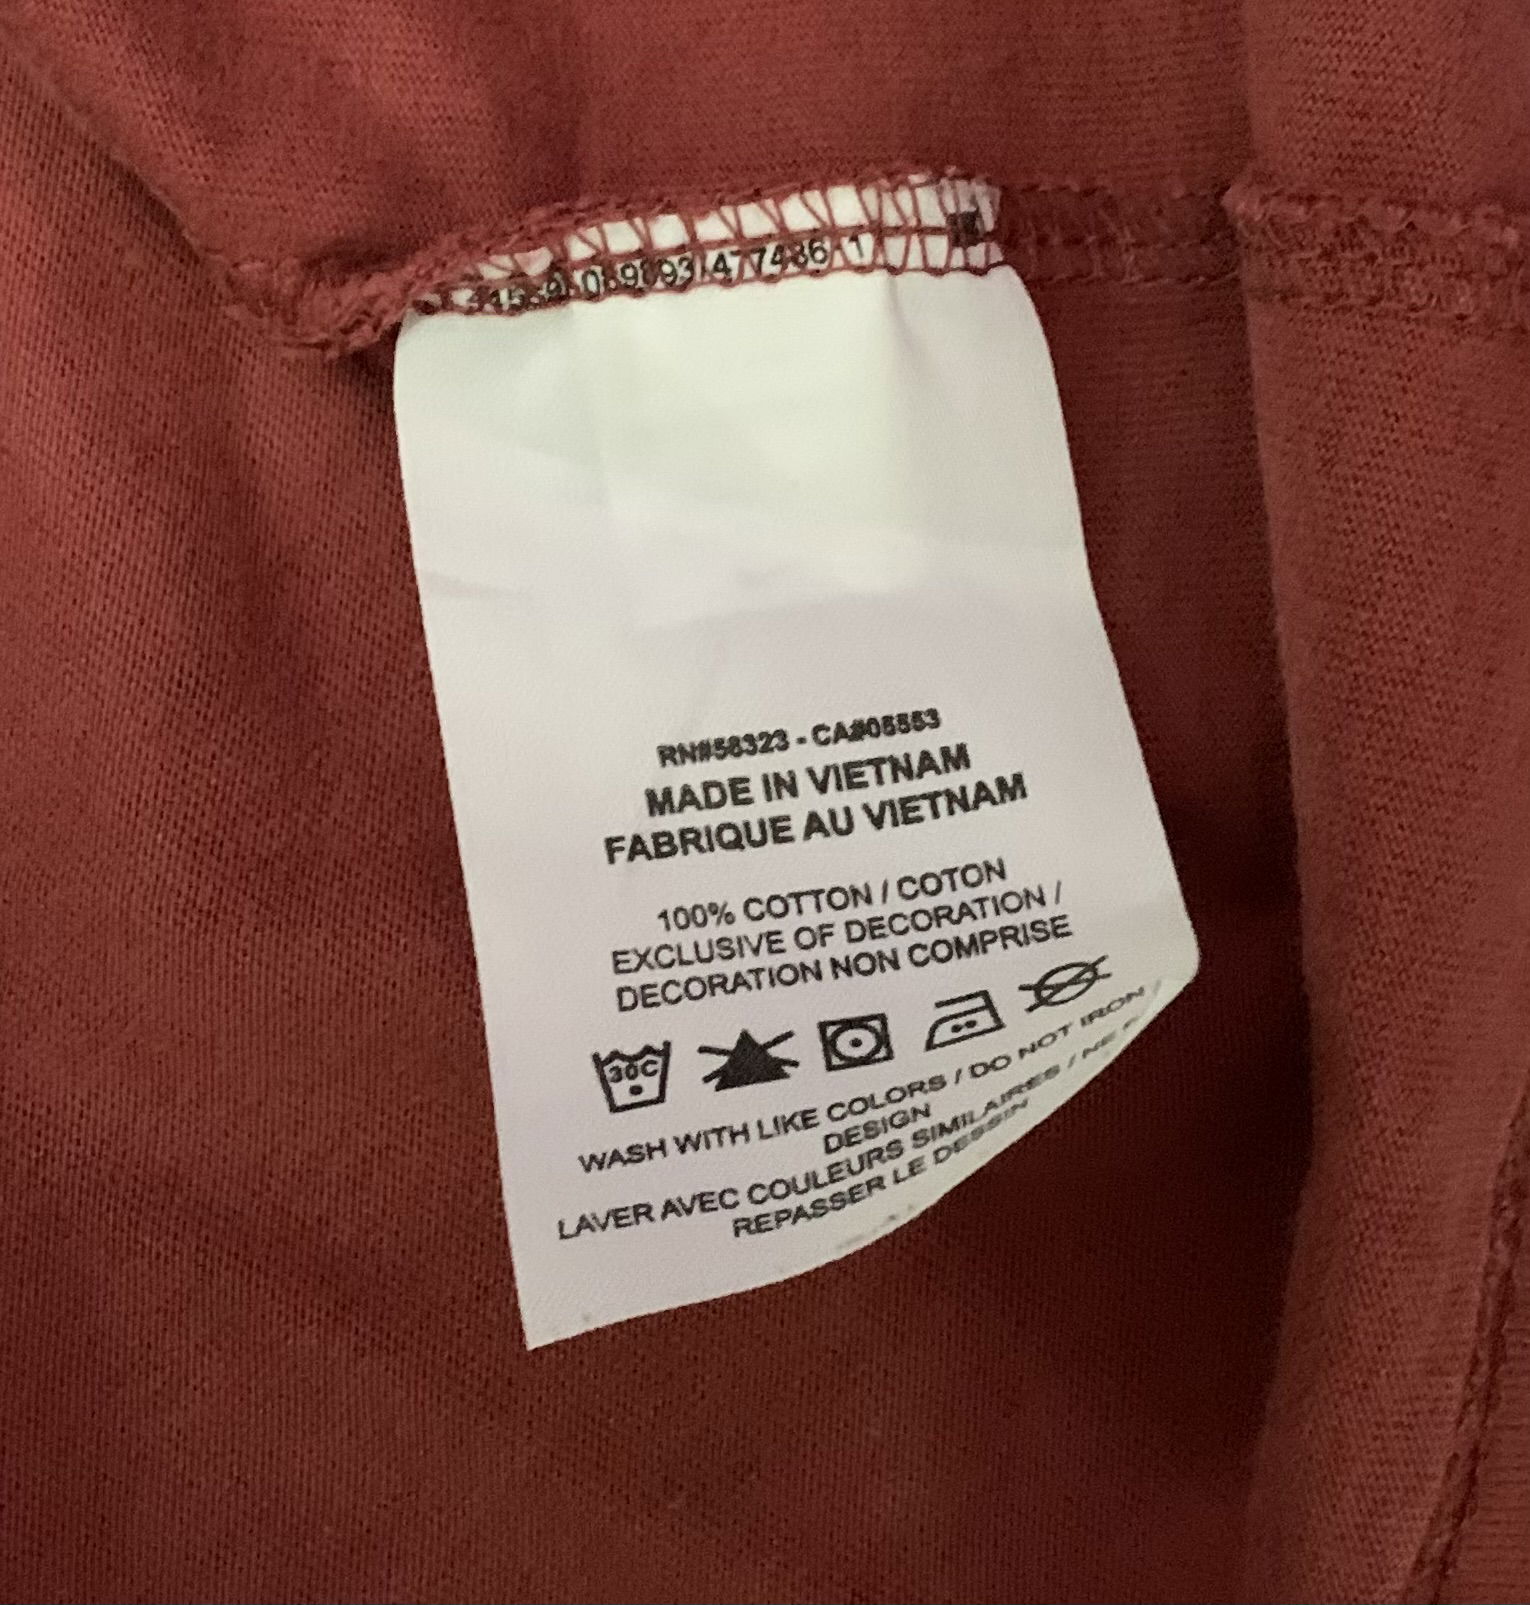 RN#58323 - CA#05553
MADE IN VIETNAM
FABRIQUE AU VIETNAM
100% COTTON / COTON
EXCLUSIVE OF DECORATION /
DECORATION NON COMPRISE
30C
WASH WITH LIKE COLORS / DO NOT IRON /
DESIGN
LAVER AVEC COULEURS SIMILAIRES / NE
REPASSER LE DESSIN